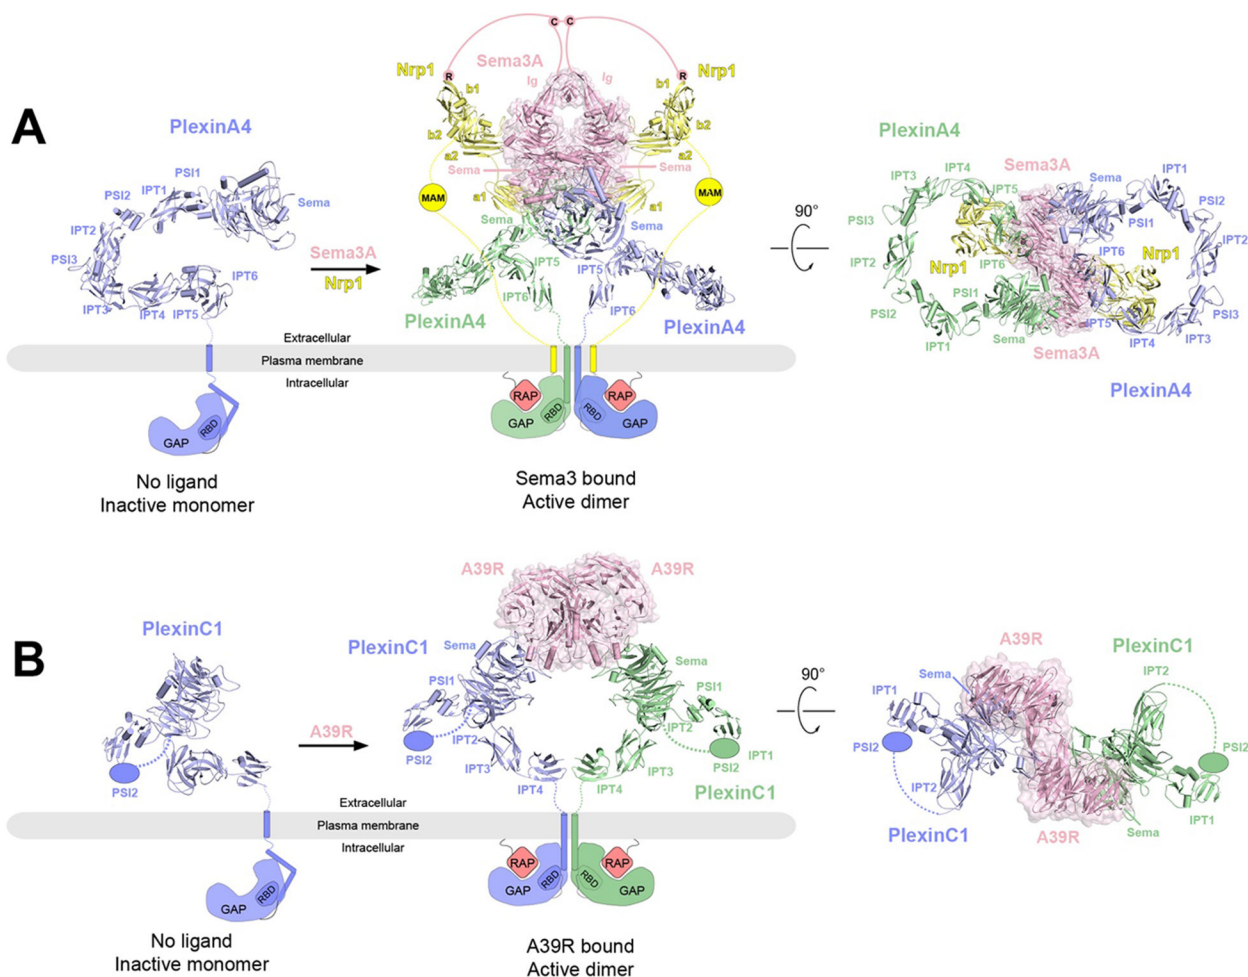 A
PlexinA4
PSI1
IPT1
PSI2
Sema
IPT2
PSI3
IPT6
IPT3
IPT4
IPT5
Sema3A
Nrp1
C C
Sema3A
R R
Nrp1 Nrp1
Ig Ig
b1 b1
b2 b2
a2 a2
Sema Sema
MAM MAM
a1 a1
Sema Sema
IPT5 IPT5
IPT6 IPT6
PlexinA4 PlexinA4
Extracellular
Plasma membrane
Intracellular
GAP RBD
RAP RAP
GAP RBD RBD GAP
No ligand
Inactive monomer
Sema3 bound
Active dimer
90°
PlexinA4
Sema3A
IPT4 IPT5 Sema IPT1
IPT3 PSI2
PSI3 PSI1
IPT2 IPT6 IPT6 IPT2
Nrp1 Nrp1
PSI1
PSI2 IPT5 PSI3
IPT1 Sema IPT4 IPT3
Sema3A
PlexinA4
B
PlexinC1
PSI2
A39R
A39R A39R
PlexinC1
Sema Sema
PSI1 PSI1
IPT2 IPT2
PSI2 PSI2 IPT1
IPT3 IPT3
IPT4 IPT4
PlexinC1
Extracellular
Plasma membrane
Intracellular
GAP RBD
RAP RAP
GAP RBD RBD GAP
No ligand
Inactive monomer
A39R bound
Active dimer
90°
A39R PlexinC1
Sema IPT2
IPT1
PSI2 PSI2
IPT2
IPT1
PlexinC1 A39R Sema